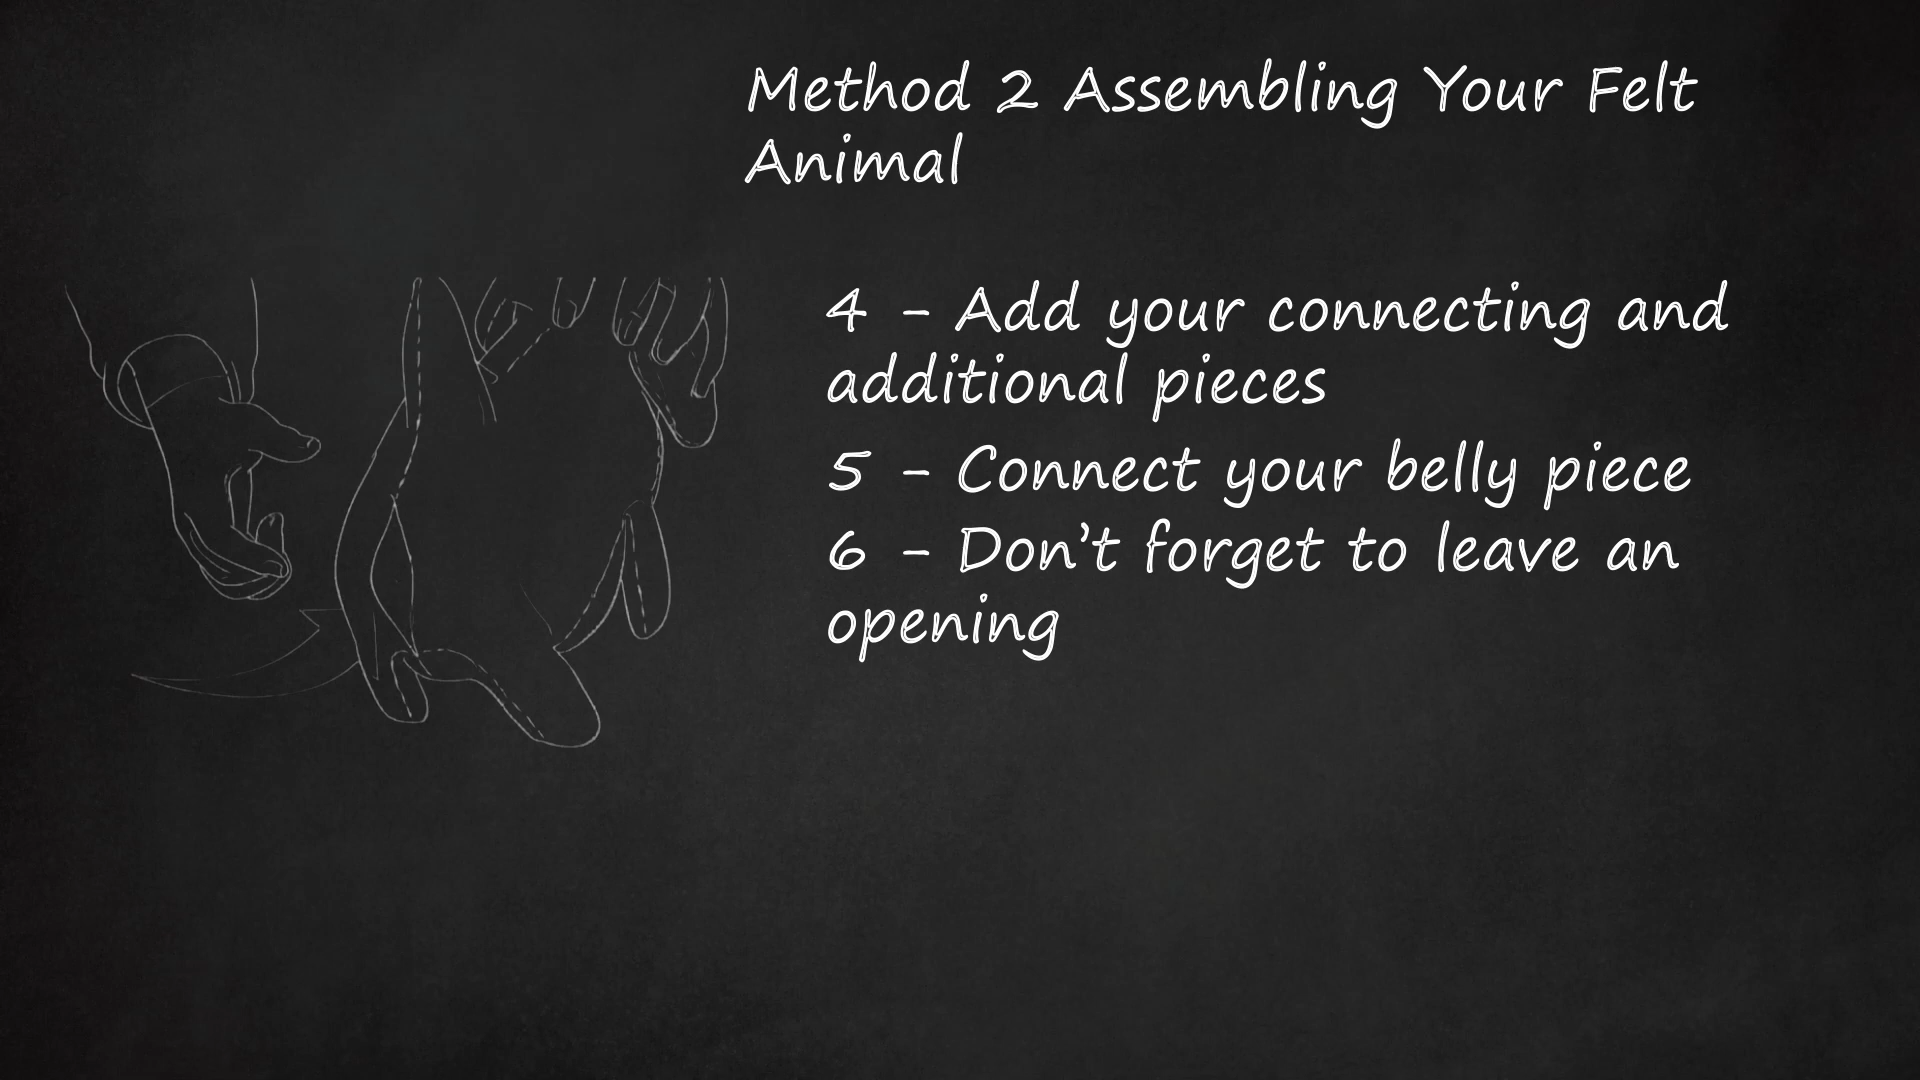 Method 2 Assembling Your Felt
Animal
4 - Add your connecting and
additional pieces
5 - Connect your belly piece
6 - Don’t forget to leave an
opening